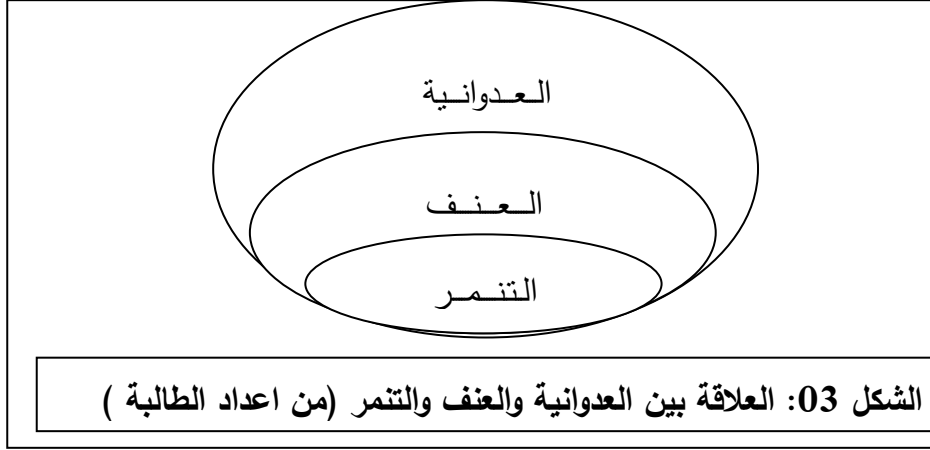 العدوانية
العنف
التنمر
الشكل 03: العلاقة بين العدوانية والعنف والتنمر (من اعداد الطالبة )